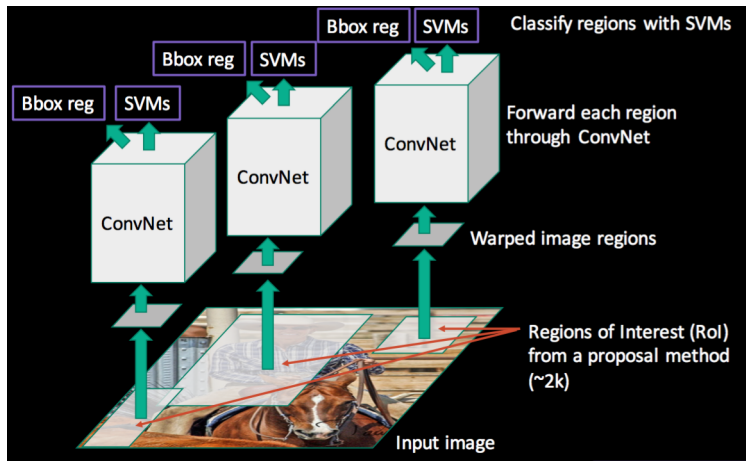 Bbox reg SVMs Classify regions with SVMs
Bbox reg SVMs
Bbox reg SVMs
Forward each region
through ConvNet
ConvNet
ConvNet
ConvNet
Warped image regions
Regions of Interest (RoI)
from a proposal method
(~2k)
Input image